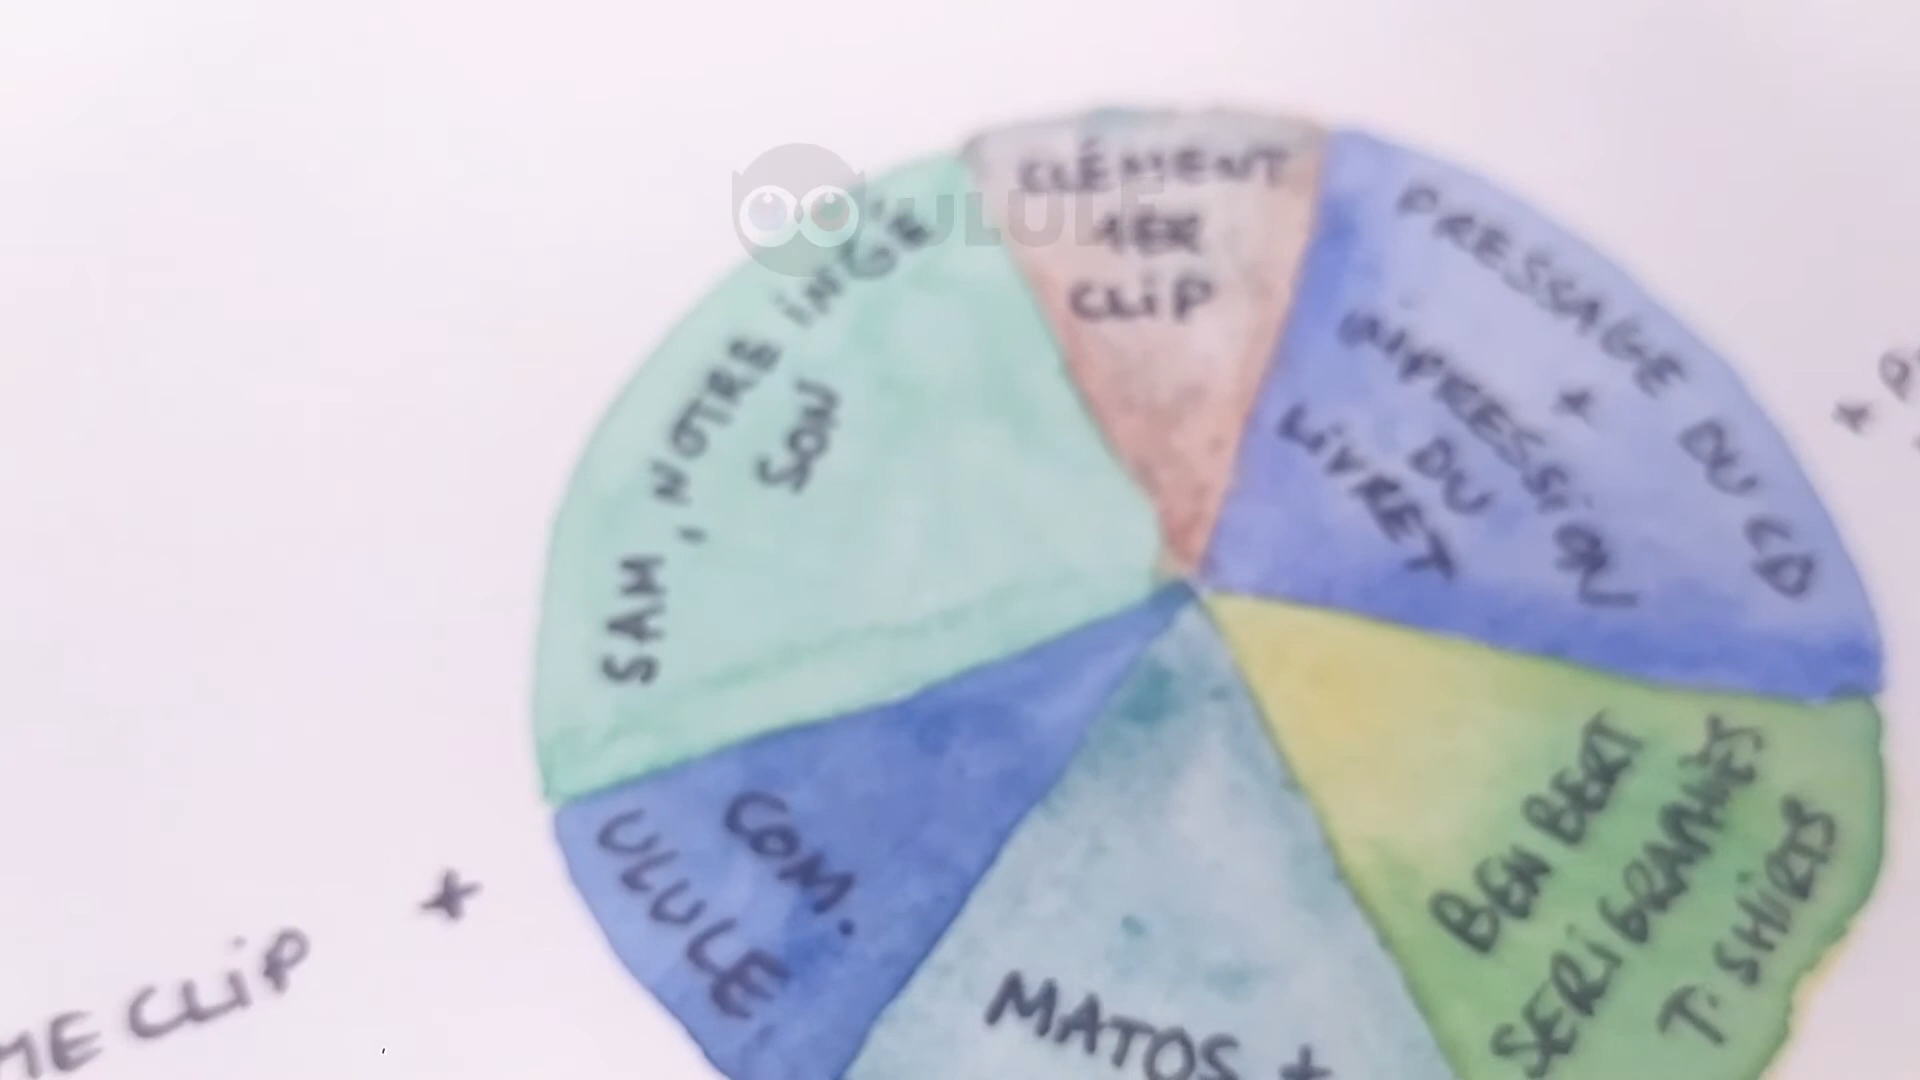 ULULE
CLÉMENT
1ER
CLIP
PRESSAGE DU CD
+
IMPRESSION
DU
LIVRET
SAM, NOTRE INGÉ
SON
COM.
ULULE
MATOS +
BEN BERT
SERIGRAPHIES
T. SHIRTS
ME CLIP